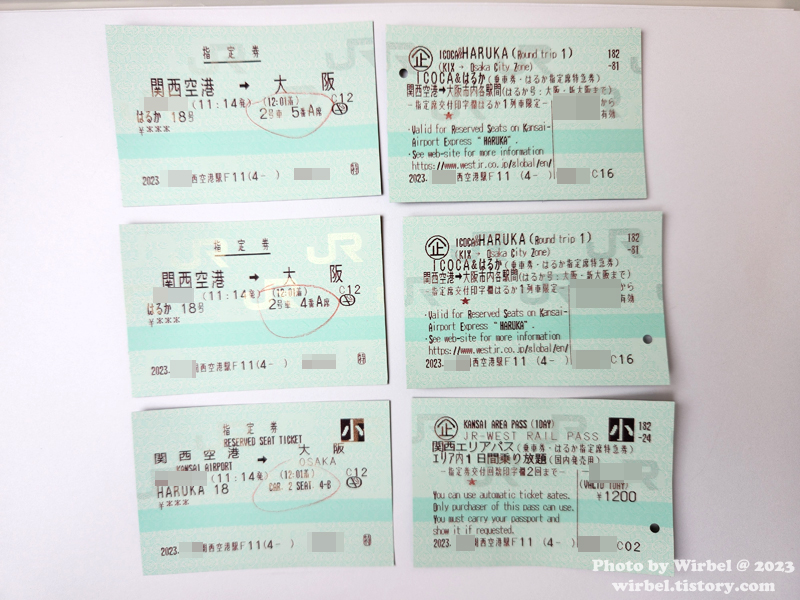 指定券
関西空港 → 大阪
(11:14発) (12:01着) C12
はるか 18号 2号車 5番A席
¥***
2023. 西空港駅F11(4- )
企 ICOCA&HARUKA(Round trip 1) 182
(KIX → Osaka City Zone) -81
ICOCA&はるか(乗車券・はるか指定席特急券)
関西空港→大阪市内各駅間(はるか号:大阪・新大阪まで)
-指定席交付印字欄はるか1列車限定- から
★ 有効
・Valid for Reserved Seats on Kansai-
Airport Express "HARUKA".
・See web-site for more information
https://www.westjr.co.jp/global/en/
2023. 西空港駅F11 (4- ) C16
指定券
関西空港 → 大阪
(11:14発) (12:01着) C12
はるか 18号 2号車 4番A席
¥***
2023. 関西空港駅F11(4- )
企 ICOCA&HARUKA(Round trip 1) 182
(KIX → Osaka City Zone) -81
ICOCA&はるか(乗車券・はるか指定席特急券)
関西空港→大阪市内各駅間(はるか号:大阪・新大阪まで)
-指定席交付印字欄はるか1列車限定- から
★ 有効
・Valid for Reserved Seats on Kansai-
Airport Express "HARUKA".
・See web-site for more information
https://www.westjr.co.jp/global/en/
2023. 関西空港駅F11 (4- ) C16
指定券 小
RESERVED SEAT TICKET
関西空港 → 大阪
KANSAI AIRPORT OSAKA
(11:14発) (12:01着) C12
HARUKA 18 CAR. 2 SEAT. 4-B
¥***
2023. 関西空港駅F11(4- )
企 KANSAI AREA PASS (1DAY) 小 182
JR-WEST RAIL PASS -24
関西エリアパス(乗車券・はるか指定席特急券)
エリア内1日間乗り放題(国内発売用)
-指定券交付回数印字欄2回まで-
★ (VALID 1DAY)
¥1200
You can use automatic ticket gates.
Only purchaser of this pass can use.
You must carry your passport and
show it if requested.
2023. 関西空港駅F11 (4- ) C02
Photo by Wirbel @ 2023
wirbel.tistory.com